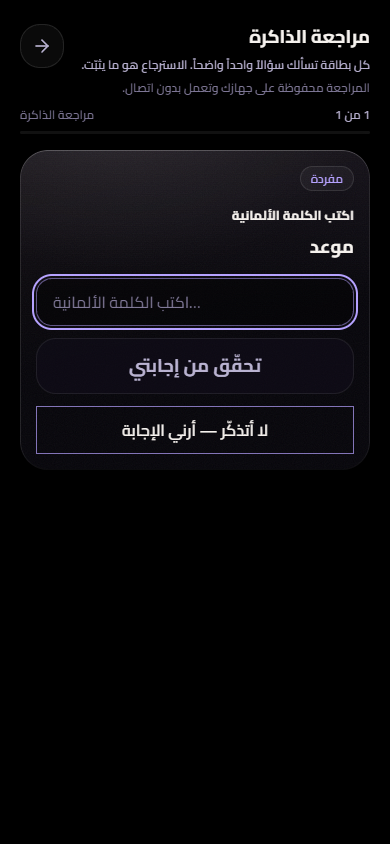 مراجعة الذاكرة
كل بطاقة تسألك سؤالاً واحداً واضحاً. الاسترجاع هو ما يثبّت.
المراجعة محفوظة على جهازك وتعمل بدون اتصال.
1 من 1
مراجعة الذاكرة
مفردة
اكتب الكلمة الألمانية
موعد
اكتب الكلمة الألمانية...
تحقّق من إجابتي
لا أتذكّر — أرني الإجابة